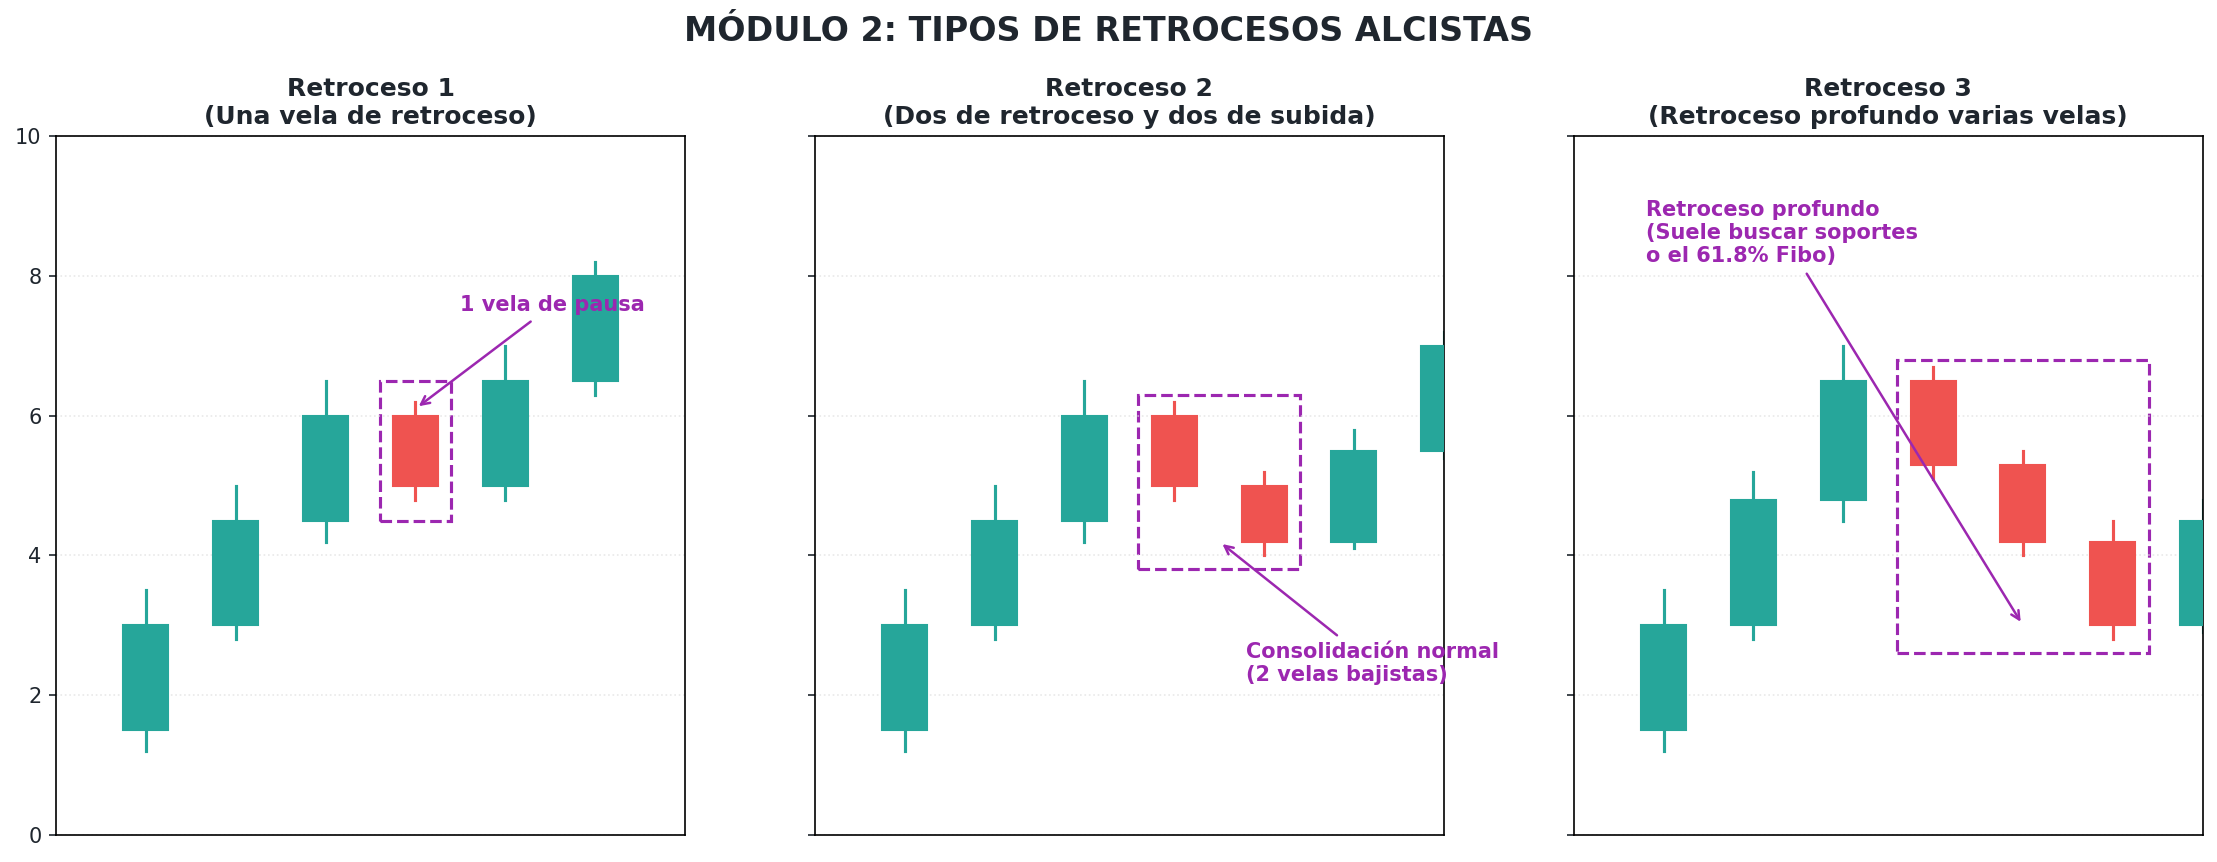 MÓDULO 2: TIPOS DE RETROCESOS ALCISTAS
Retroceso 1
(Una vela de retroceso)
10
8
6
4
2
0
1 vela de pausa
Retroceso 2
(Dos de retroceso y dos de subida)
Consolidación normal
(2 velas bajistas)
Retroceso 3
(Retroceso profundo varias velas)
Retroceso profundo
(Suele buscar soportes
o el 61.8% Fibo)